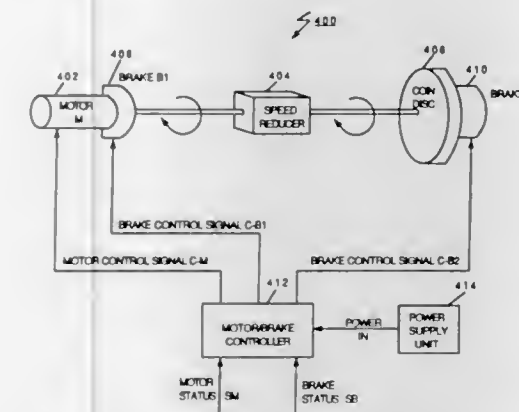 400
408
402
BRAKE B1
404
406
410
MOTOR
M
SPEED
REDUCER
COIN
DISC
BRAKE
BRAKE CONTROL SIGNAL C-B1
MOTOR CONTROL SIGNAL C-M
BRAKE CONTROL SIGNAL C-B2
412
414
MOTOR/BRAKE
CONTROLLER
POWER
IN
POWER
SUPPLY
UNIT
MOTOR
STATUS SM
BRAKE
STATUS SB